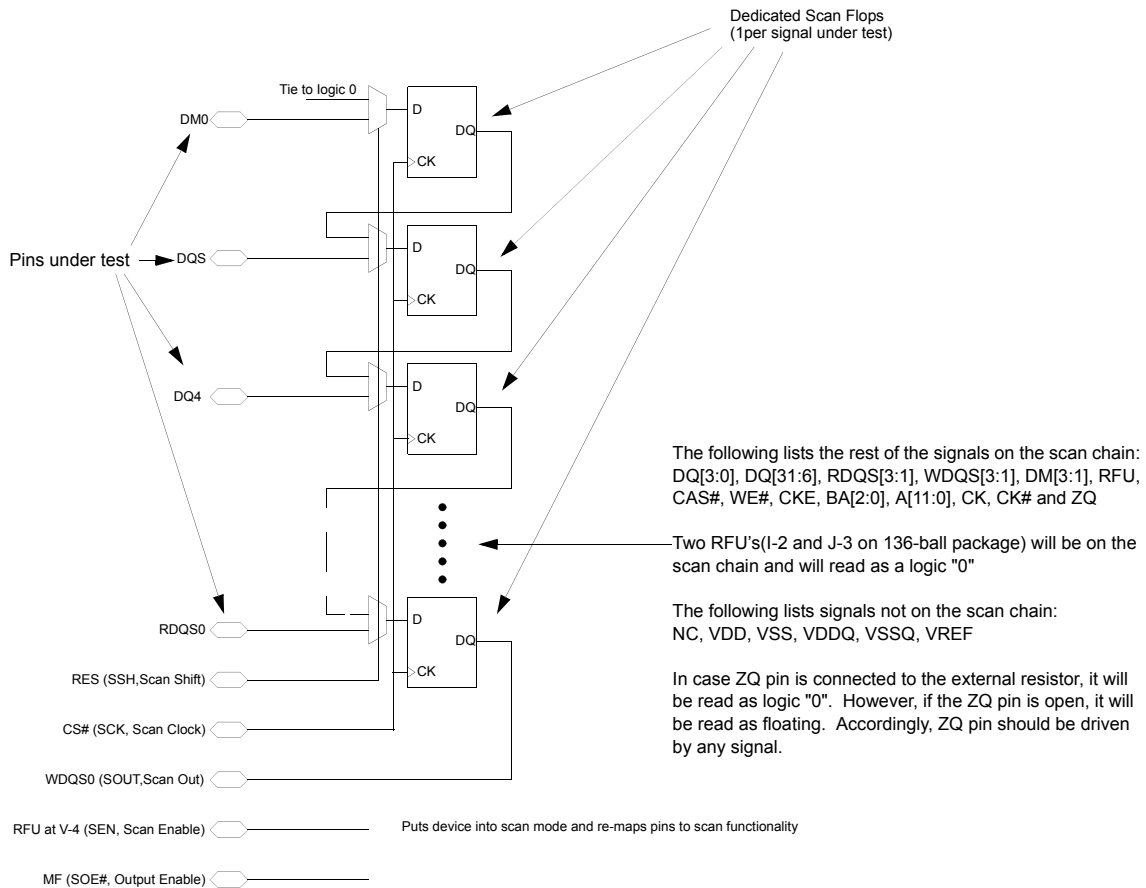 Dedicated Scan Flops
(1per signal under test)
Tie to logic 0
DM0
D
DQ
CK
Pins under test
DQS
D
DQ
CK
DQ4
D
DQ
CK
The following lists the rest of the signals on the scan chain:
DQ[3:0], DQ[31:6], RDQS[3:1], WDQS[3:1], DM[3:1], RFU,
CAS#, WE#, CKE, BA[2:0], A[11:0], CK, CK# and ZQ
Two RFU's(I-2 and J-3 on 136-ball package) will be on the
scan chain and will read as a logic "0"
The following lists signals not on the scan chain:
NC, VDD, VSS, VDDQ, VSSQ, VREF
In case ZQ pin is connected to the external resistor, it will
be read as logic "0". However, if the ZQ pin is open, it will
be read as floating. Accordingly, ZQ pin should be driven
by any signal.
RDQS0
D
DQ
CK
RES (SSH,Scan Shift)
CS# (SCK, Scan Clock)
WDQS0 (SOUT,Scan Out)
RFU at V-4 (SEN, Scan Enable)
Puts device into scan mode and re-maps pins to scan functionality
MF (SOE#, Output Enable)